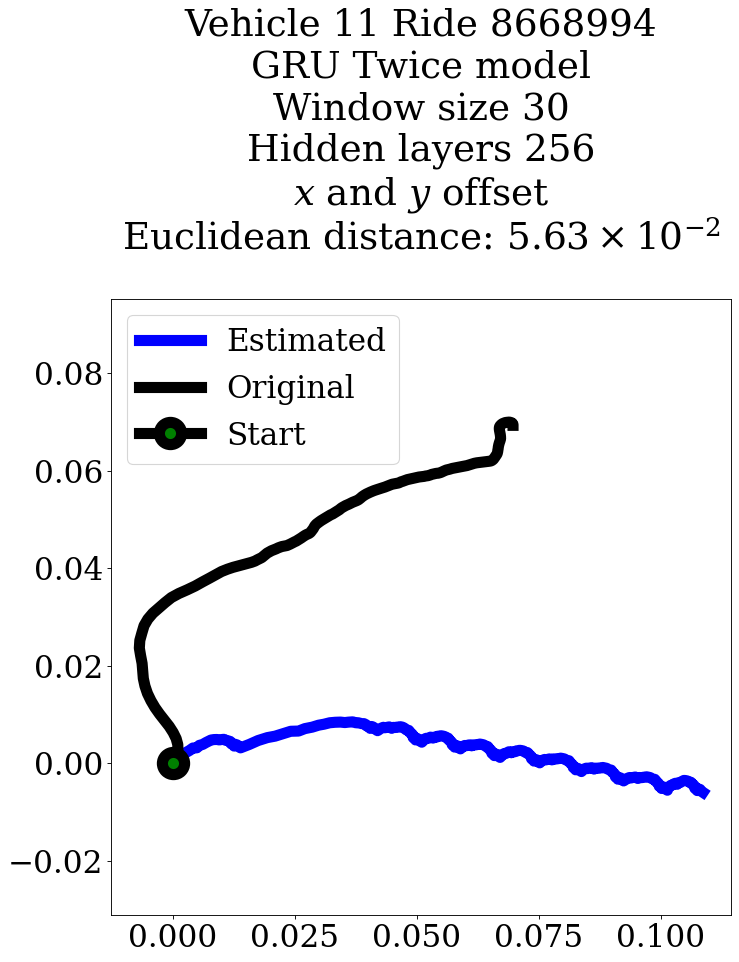 Vehicle 11 Ride 8668994
GRU Twice model
Window size 30
Hidden layers 256
x and y offset
Euclidean distance: 5.63 × 10⁻²
Estimated
Original
Start
0.08
0.06
0.04
0.02
0.00
−0.02
0.000 0.025 0.050 0.075 0.100